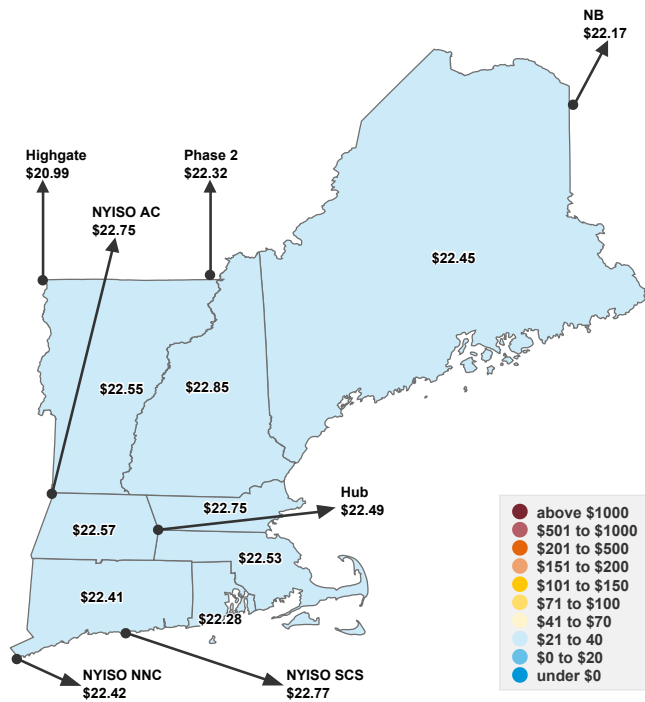 NB
$22.17
Highgate
$20.99
Phase 2
$22.32
NYISO AC
$22.75
$22.45
$22.55
$22.85
Hub
$22.49
$22.75
$22.57
$22.53
$22.41
$22.28
NYISO NNC
$22.42
NYISO SCS
$22.77
above $1000
$501 to $1000
$201 to $500
$151 to $200
$101 to $150
$71 to $100
$41 to $70
$21 to 40
$0 to $20
under $0